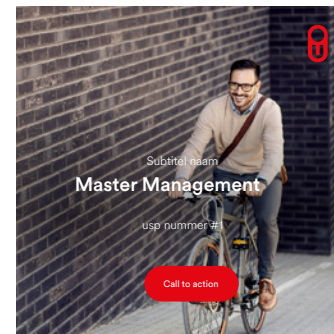 Subtitel naam
Master Management
usp nummer #1
Call to action